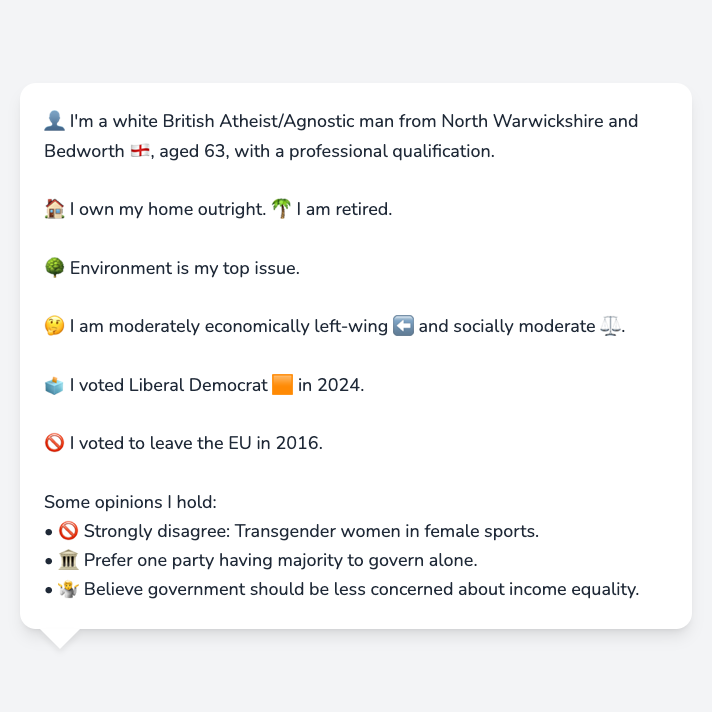 👤 I'm a white British Atheist/Agnostic man from North Warwickshire and
Bedworth 🏴󠁧󠁢󠁥󠁮󠁧󠁿, aged 63, with a professional qualification.
🏠 I own my home outright. 🌴 I am retired.
🌳 Environment is my top issue.
🤔 I am moderately economically left-wing ⬅️ and socially moderate ⚖️.
🗳️ I voted Liberal Democrat 🟧 in 2024.
🚫 I voted to leave the EU in 2016.
Some opinions I hold:
• 🚫 Strongly disagree: Transgender women in female sports.
• 🏛️ Prefer one party having majority to govern alone.
• 🤷 Believe government should be less concerned about income equality.